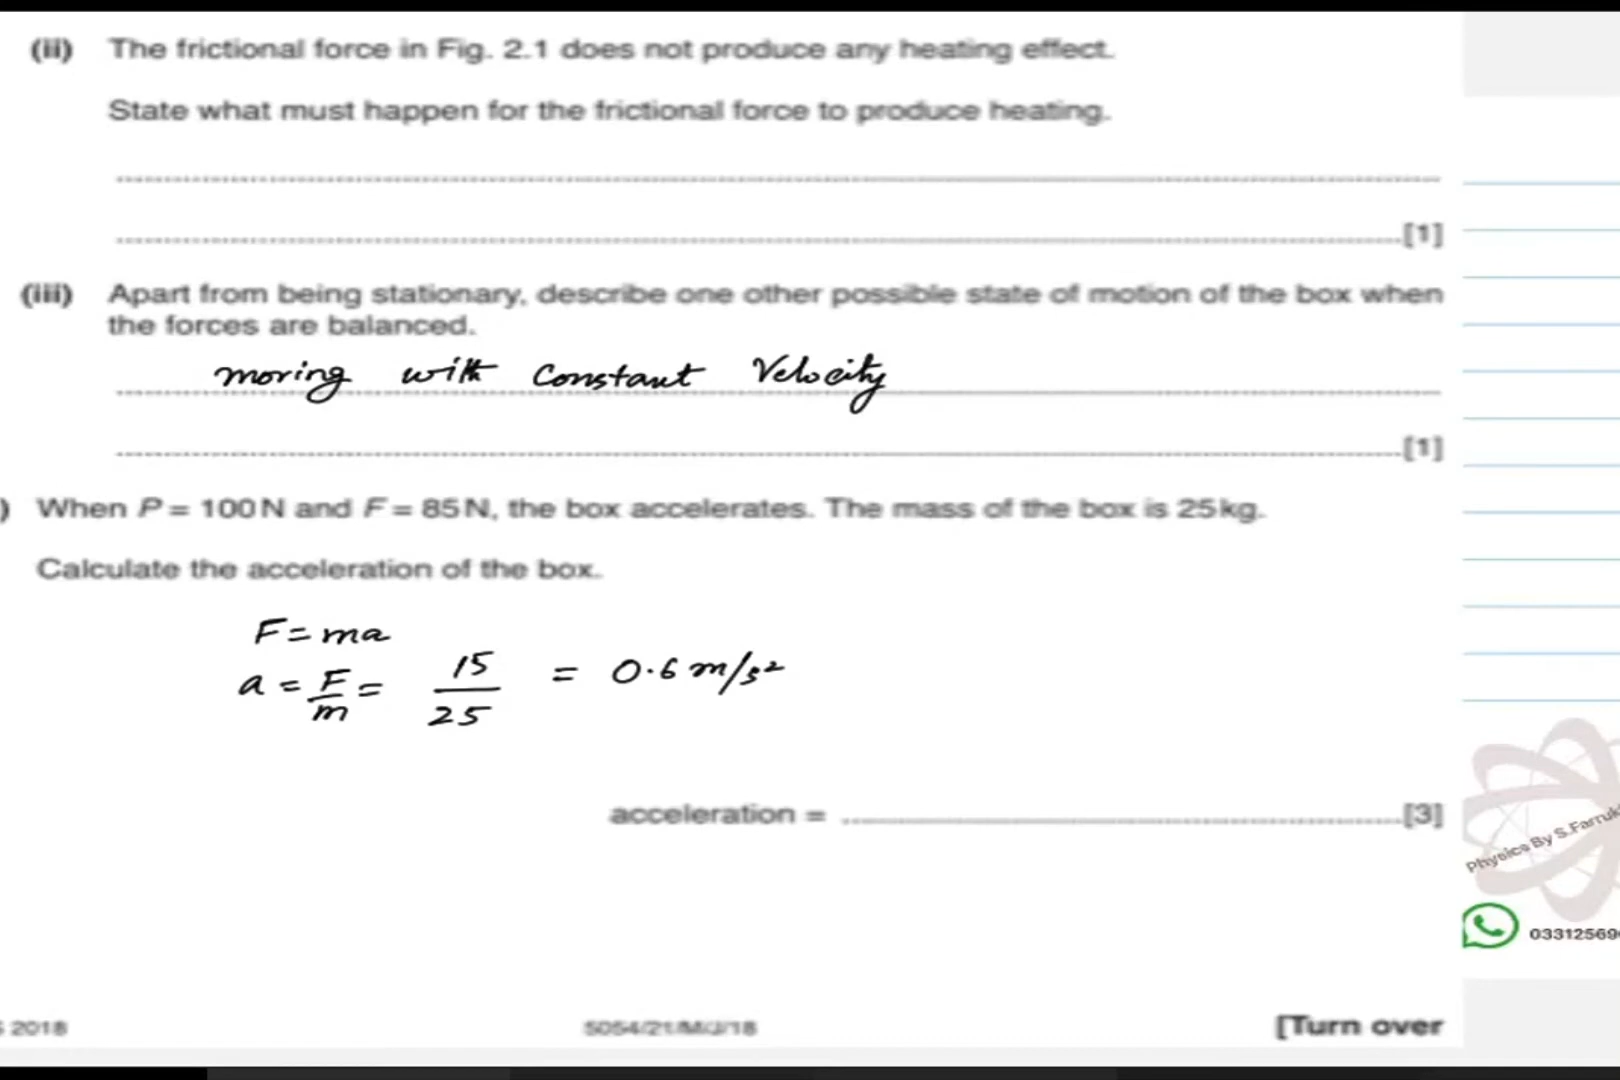 (ii) The frictional force in Fig. 2.1 does not produce any heating effect.
State what must happen for the frictional force to produce heating.
[1]
(iii) Apart from being stationary, describe one other possible state of motion of the box when
the forces are balanced.
moving with constant velocity
[1]
) When P = 100 N and F = 85 N, the box accelerates. The mass of the box is 25 kg.
Calculate the acceleration of the box.
F = ma
a = F/m = 15/25 = 0.6 m/s²
acceleration = [3]
Physics By S.Farruk
03312569
2018 5054/21/M/J/18 [Turn over